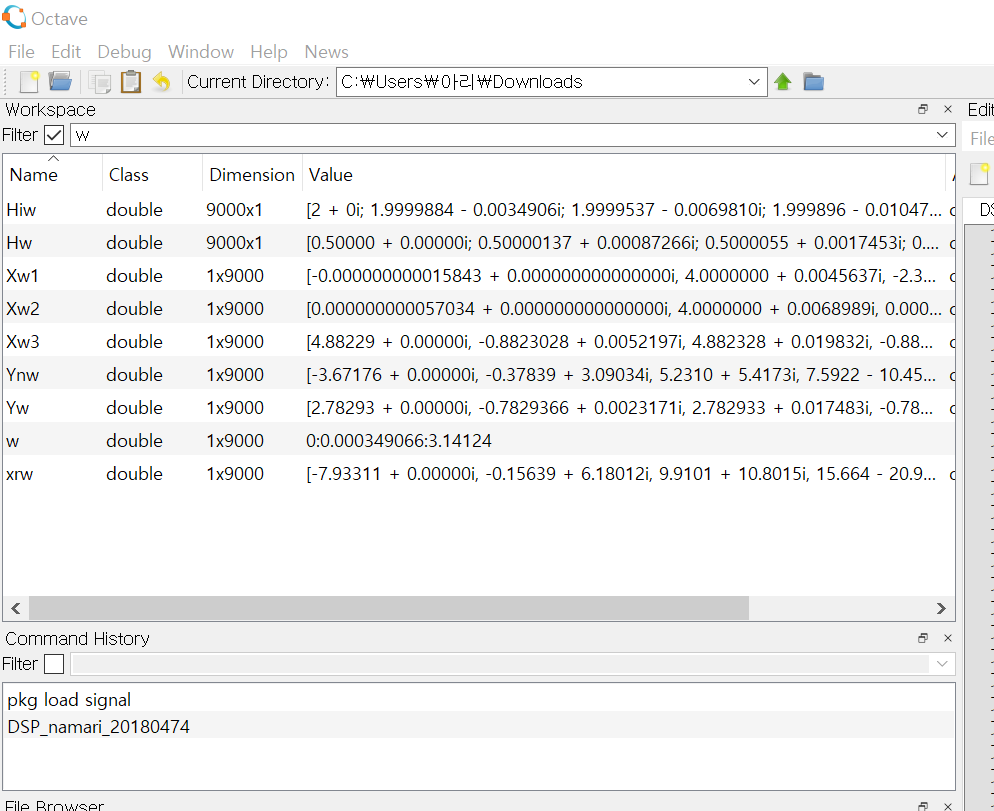 Octave
File Edit Debug Window Help News
Current Directory: C:₩Users₩아리₩Downloads
Workspace
Edit
Filter w
File
Name Class Dimension Value
Hiw double 9000x1 [2 + 0i; 1.9999884 - 0.0034906i; 1.9999537 - 0.0069810i; 1.999896 - 0.01047...
Hw double 9000x1 [0.50000 + 0.00000i; 0.50000137 + 0.00087266i; 0.5000055 + 0.0017453i; 0....
Xw1 double 1x9000 [-0.000000000015843 + 0.000000000000000i, 4.0000000 + 0.0045637i, -2.3...
Xw2 double 1x9000 [0.000000000057034 + 0.000000000000000i, 4.0000000 + 0.0068989i, 0.000...
Xw3 double 1x9000 [4.88229 + 0.00000i, -0.8823028 + 0.0052197i, 4.882328 + 0.019832i, -0.88...
Ynw double 1x9000 [-3.67176 + 0.00000i, -0.37839 + 3.09034i, 5.2310 + 5.4173i, 7.5922 - 10.45...
Yw double 1x9000 [2.78293 + 0.00000i, -0.7829366 + 0.0023171i, 2.782933 + 0.017483i, -0.78...
w double 1x9000 0:0.000349066:3.14124
xrw double 1x9000 [-7.93311 + 0.00000i, -0.15639 + 6.18012i, 9.9101 + 10.8015i, 15.664 - 20.9...
Command History
Filter
pkg load signal
DSP_namari_20180474
File Browser